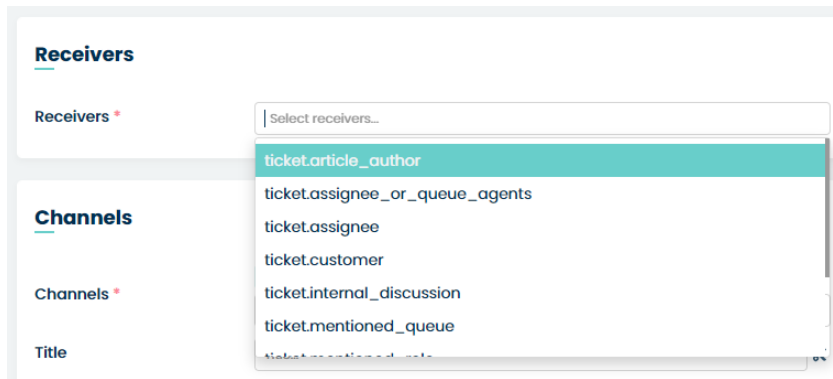 Receivers
Receivers *
Select receivers...
ticket.article_author
ticket.assignee_or_queue_agents
ticket.assignee
ticket.customer
ticket.internal_discussion
ticket.mentioned_queue
Channels
Channels *
Title